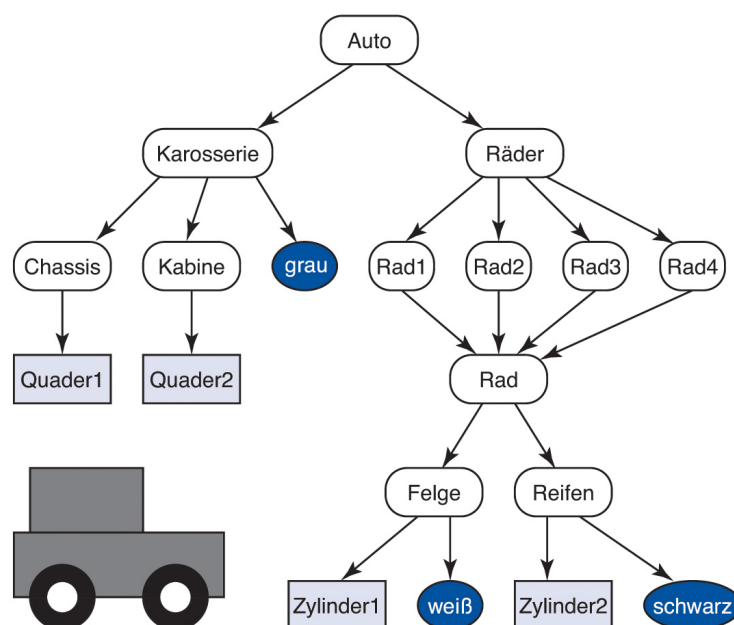 Auto
Karosserie
Räder
Chassis
Kabine
grau
Rad1
Rad2
Rad3
Rad4
Quader1
Quader2
Rad
Felge
Reifen
Zylinder1
weiß
Zylinder2
schwarz